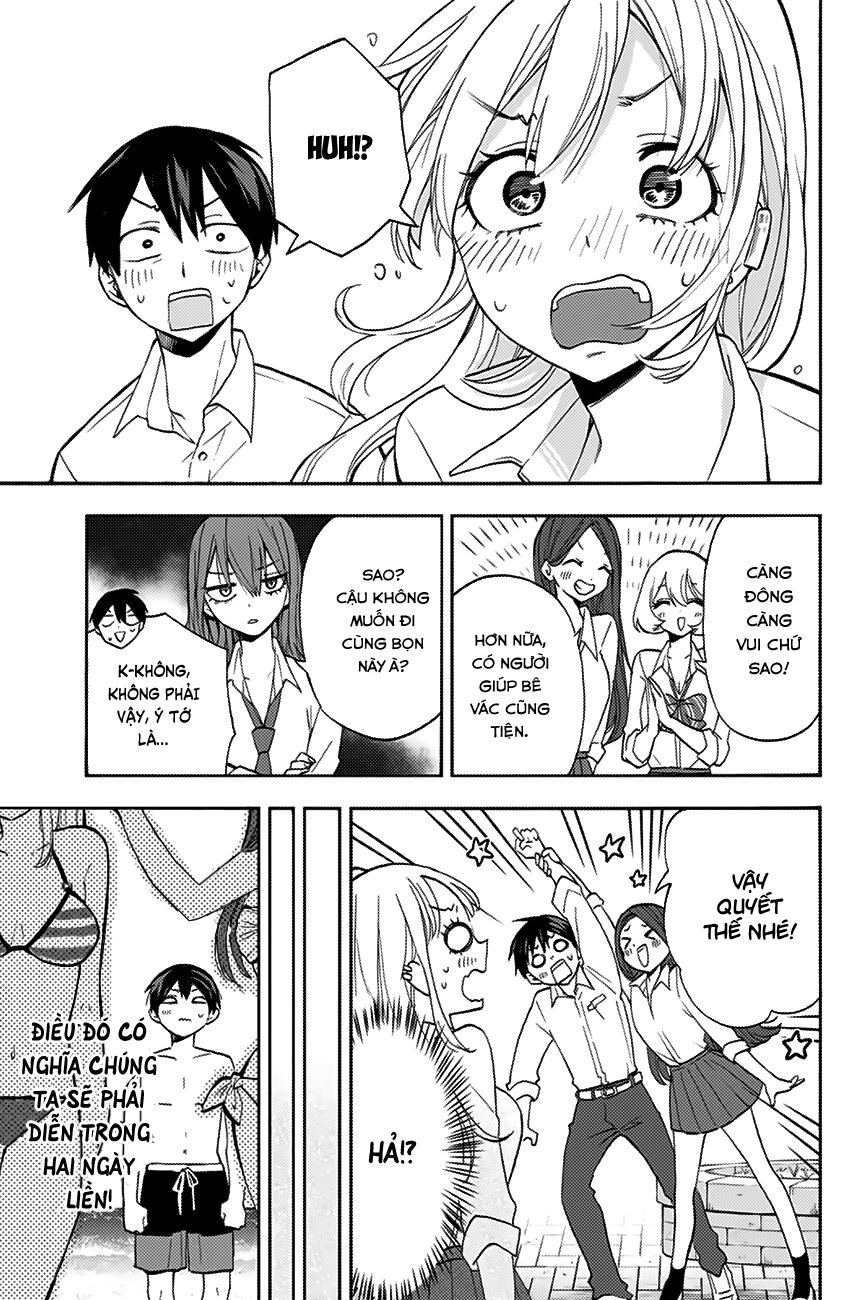 HUH!?
CÀNG
ĐÔNG
CÀNG
VUI CHỨ
SAO!
HƠN NỮA,
CÓ NGƯỜI
GIÚP BÊ
VÁC CŨNG
TIỆN.
SAO?
CẬU KHÔNG
MUỐN ĐI
CÙNG BỌN
NÀY À?
K-KHÔNG,
KHÔNG PHẢI
VẬY, Ý TỚ
LÀ...
VẬY
QUYẾT
THẾ NHÉ!
HẢ!?
ĐIỀU ĐÓ CÓ
NGHĨA CHÚNG
TA SẼ PHẢI
DIỄN TRONG
HAI NGÀY
LIỀN!